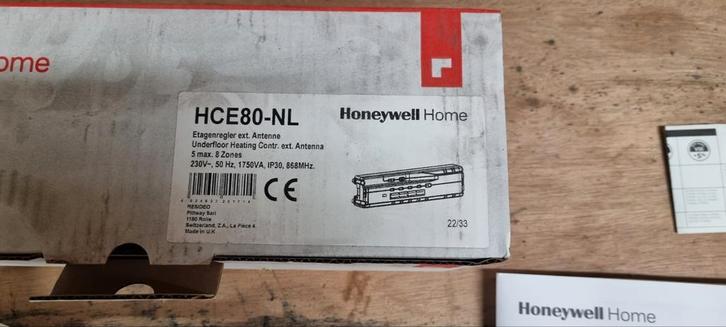 ome
HCE80-NL
Honeywell Home
Etagenregler ext. Antenne
Underfloor Heating Contr. ext. Antenna
5 max. 8 Zones
230V~, 50 Hz, 1750VA, IP30, 868MHz.
CE
RESIDEO
Pittway Sarl
1180 Rolle
Switzerland, Z.A., La Pièce 4
Made in U.K
22/33
Honeywell Home